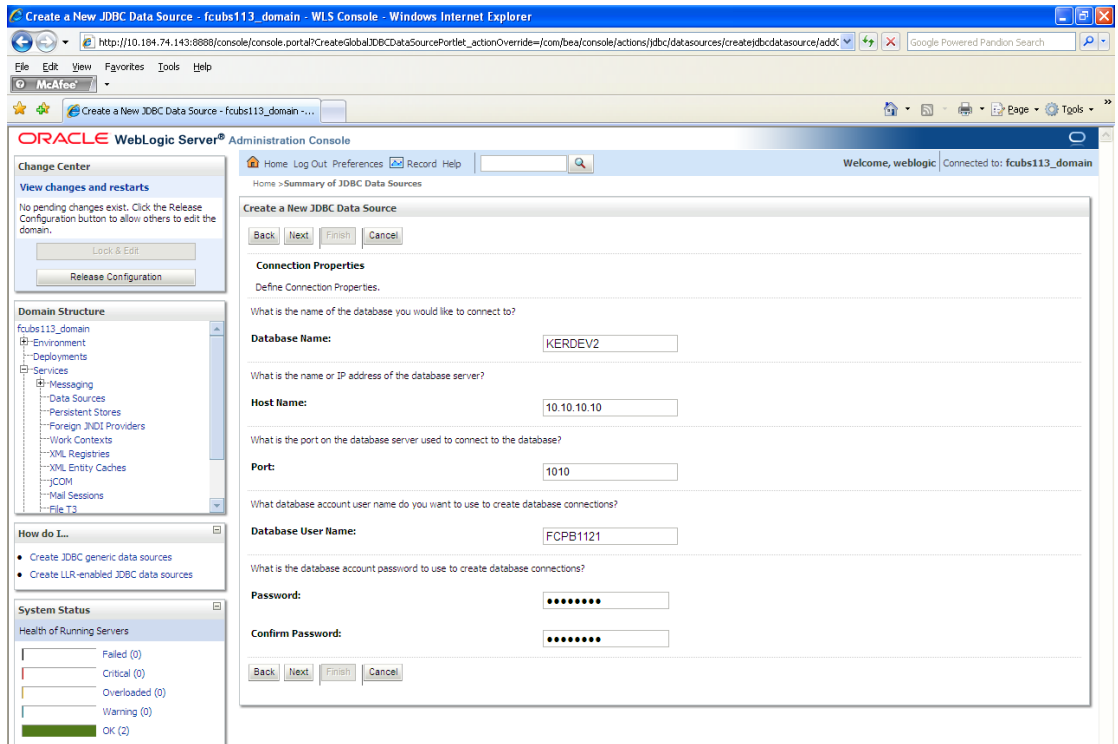 Create a New JDBC Data Source - fcubs113_domain - WLS Console - Windows Internet Explorer
http://10.184.74.143:8888/console/console.portal?CreateGlobalJDBCDataSourcePortlet_actionOverride=/com/bea/console/actions/jdbc/datasources/createjdbcdatasource/addC
Google Powered Pandion Search
File Edit View Favorites Tools Help
McAfee
Create a New JDBC Data Source - fcubs113_domain -...
Page Tools
ORACLE WebLogic Server® Administration Console
Change Center
View changes and restarts
No pending changes exist. Click the Release
Configuration button to allow others to edit the
domain.
Lock & Edit
Release Configuration
Domain Structure
fcubs113_domain
Environment
Deployments
Services
Messaging
Data Sources
Persistent Stores
Foreign JNDI Providers
Work Contexts
XML Registries
XML Entity Caches
jCOM
Mail Sessions
File T3
How do I...
Create JDBC generic data sources
Create LLR-enabled JDBC data sources
System Status
Health of Running Servers
Failed (0)
Critical (0)
Overloaded (0)
Warning (0)
OK (2)
Home Log Out Preferences Record Help
Welcome, weblogic Connected to: fcubs113_domain
Home >Summary of JDBC Data Sources
Create a New JDBC Data Source
Back Next Finish Cancel
Connection Properties
Define Connection Properties.
What is the name of the database you would like to connect to?
Database Name: KERDEV2
What is the name or IP address of the database server?
Host Name: 10.10.10.10
What is the port on the database server used to connect to the database?
Port: 1010
What database account user name do you want to use to create database connections?
Database User Name: FCPB1121
What is the database account password to use to create database connections?
Password: ••••••••
Confirm Password: ••••••••
Back Next Finish Cancel